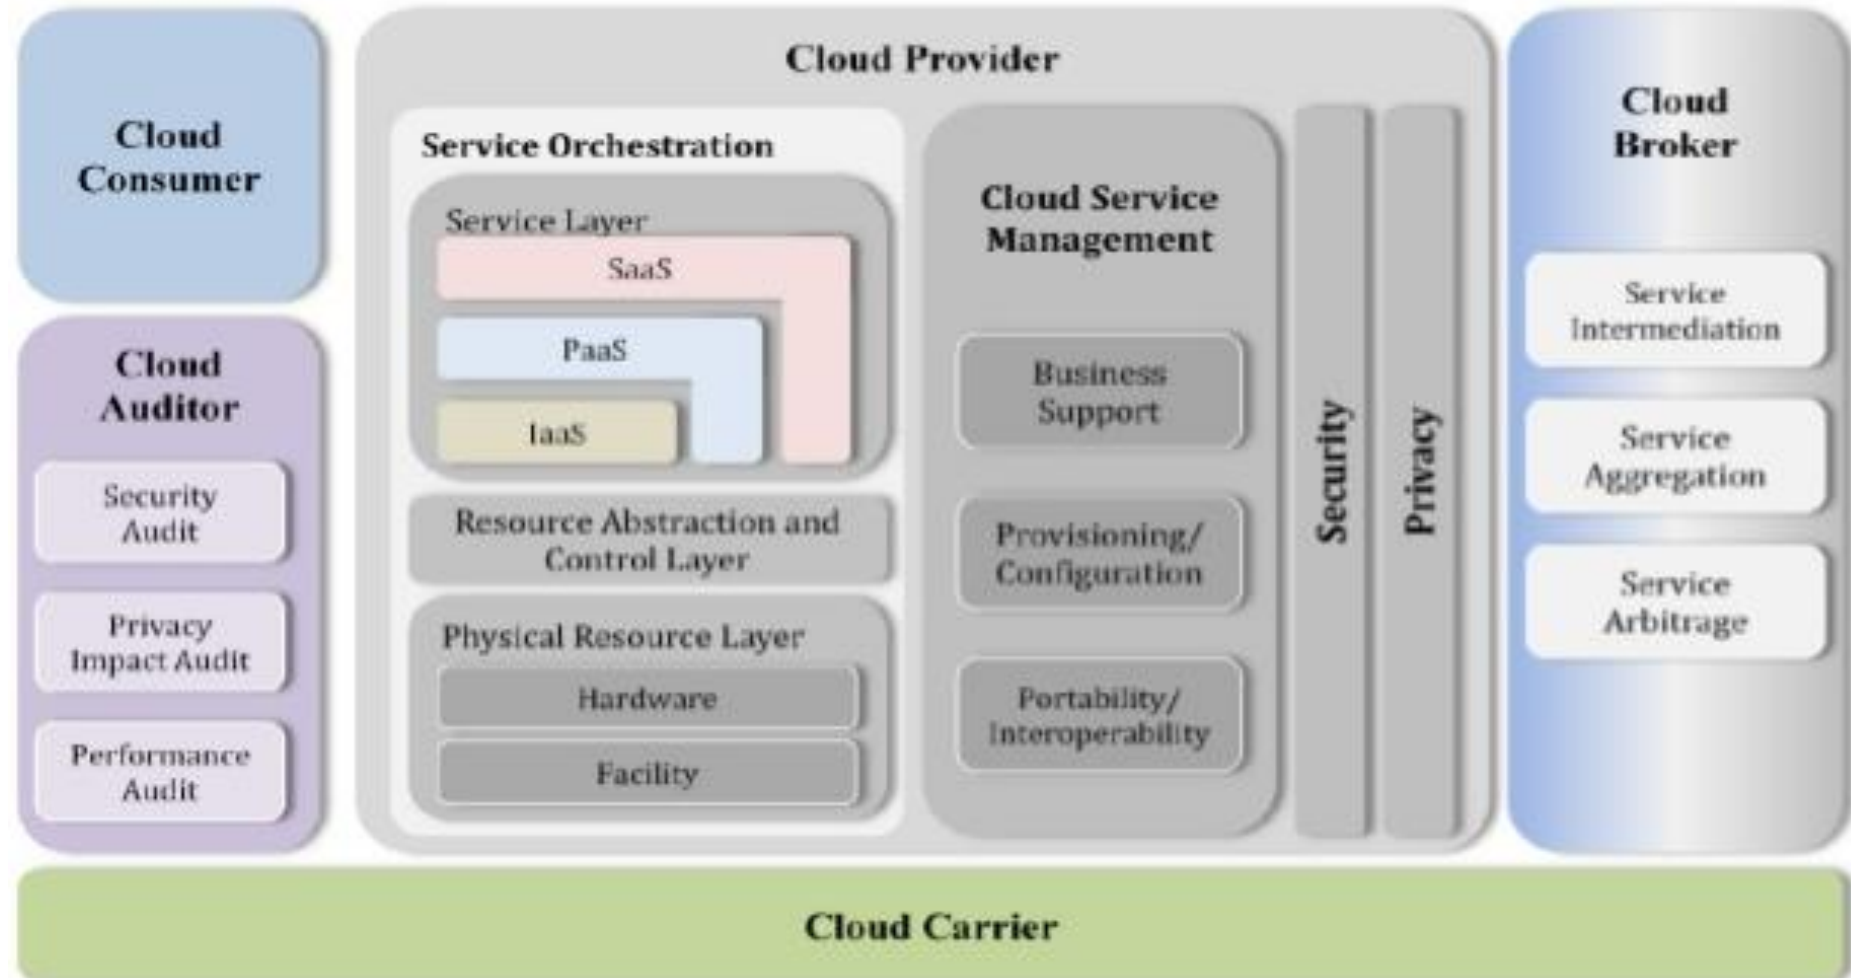 Cloud
Consumer
Cloud
Auditor
Security
Audit
Privacy
Impact Audit
Performance
Audit
Cloud Provider
Service Orchestration
Service Layer
SaaS
PaaS
IaaS
Resource Abstraction and
Control Layer
Physical Resource Layer
Hardware
Facility
Cloud Service
Management
Business
Support
Provisioning/
Configuration
Portability/
Interoperability
Security
Privacy
Cloud
Broker
Service
Intermediation
Service
Aggregation
Service
Arbitrage
Cloud Carrier